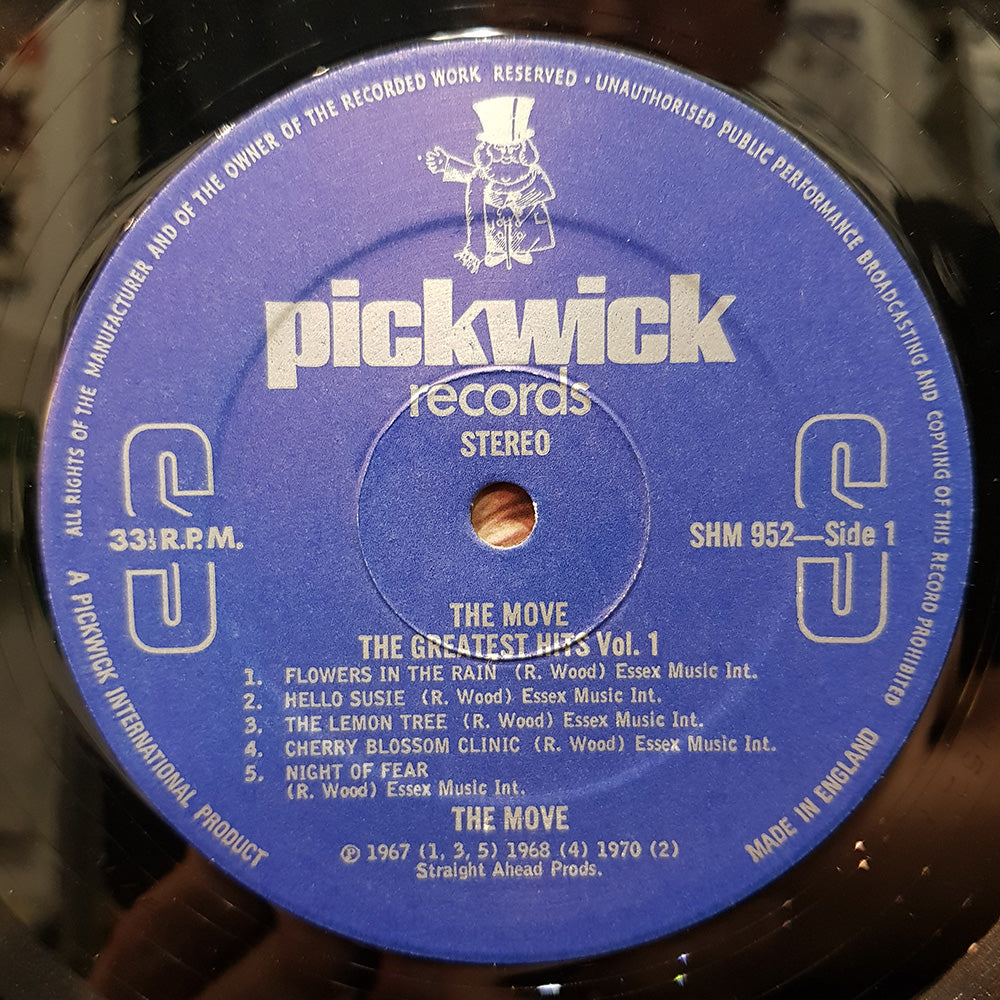 ALL RIGHTS OF THE MANUFACTURER AND OF THE OWNER OF THE RECORDED WORK RESERVED · UNAUTHORISED PUBLIC PERFORMANCE BROADCASTING AND COPYING OF THIS RECORD PROHIBITED
pickwick
records
STEREO
33⅓ R.P.M.
SHM 952—Side 1
THE MOVE
THE GREATEST HITS Vol. 1
1. FLOWERS IN THE RAIN (R. Wood) Essex Music Int.
2. HELLO SUSIE (R. Wood) Essex Music Int.
3. THE LEMON TREE (R. Wood) Essex Music Int.
4. CHERRY BLOSSOM CLINIC (R. Wood) Essex Music Int.
5. NIGHT OF FEAR
(R. Wood) Essex Music Int.
THE MOVE
℗ 1967 (1, 3, 5) 1968 (4) 1970 (2)
Straight Ahead Prods.
A PICKWICK INTERNATIONAL PRODUCT
MADE IN ENGLAND